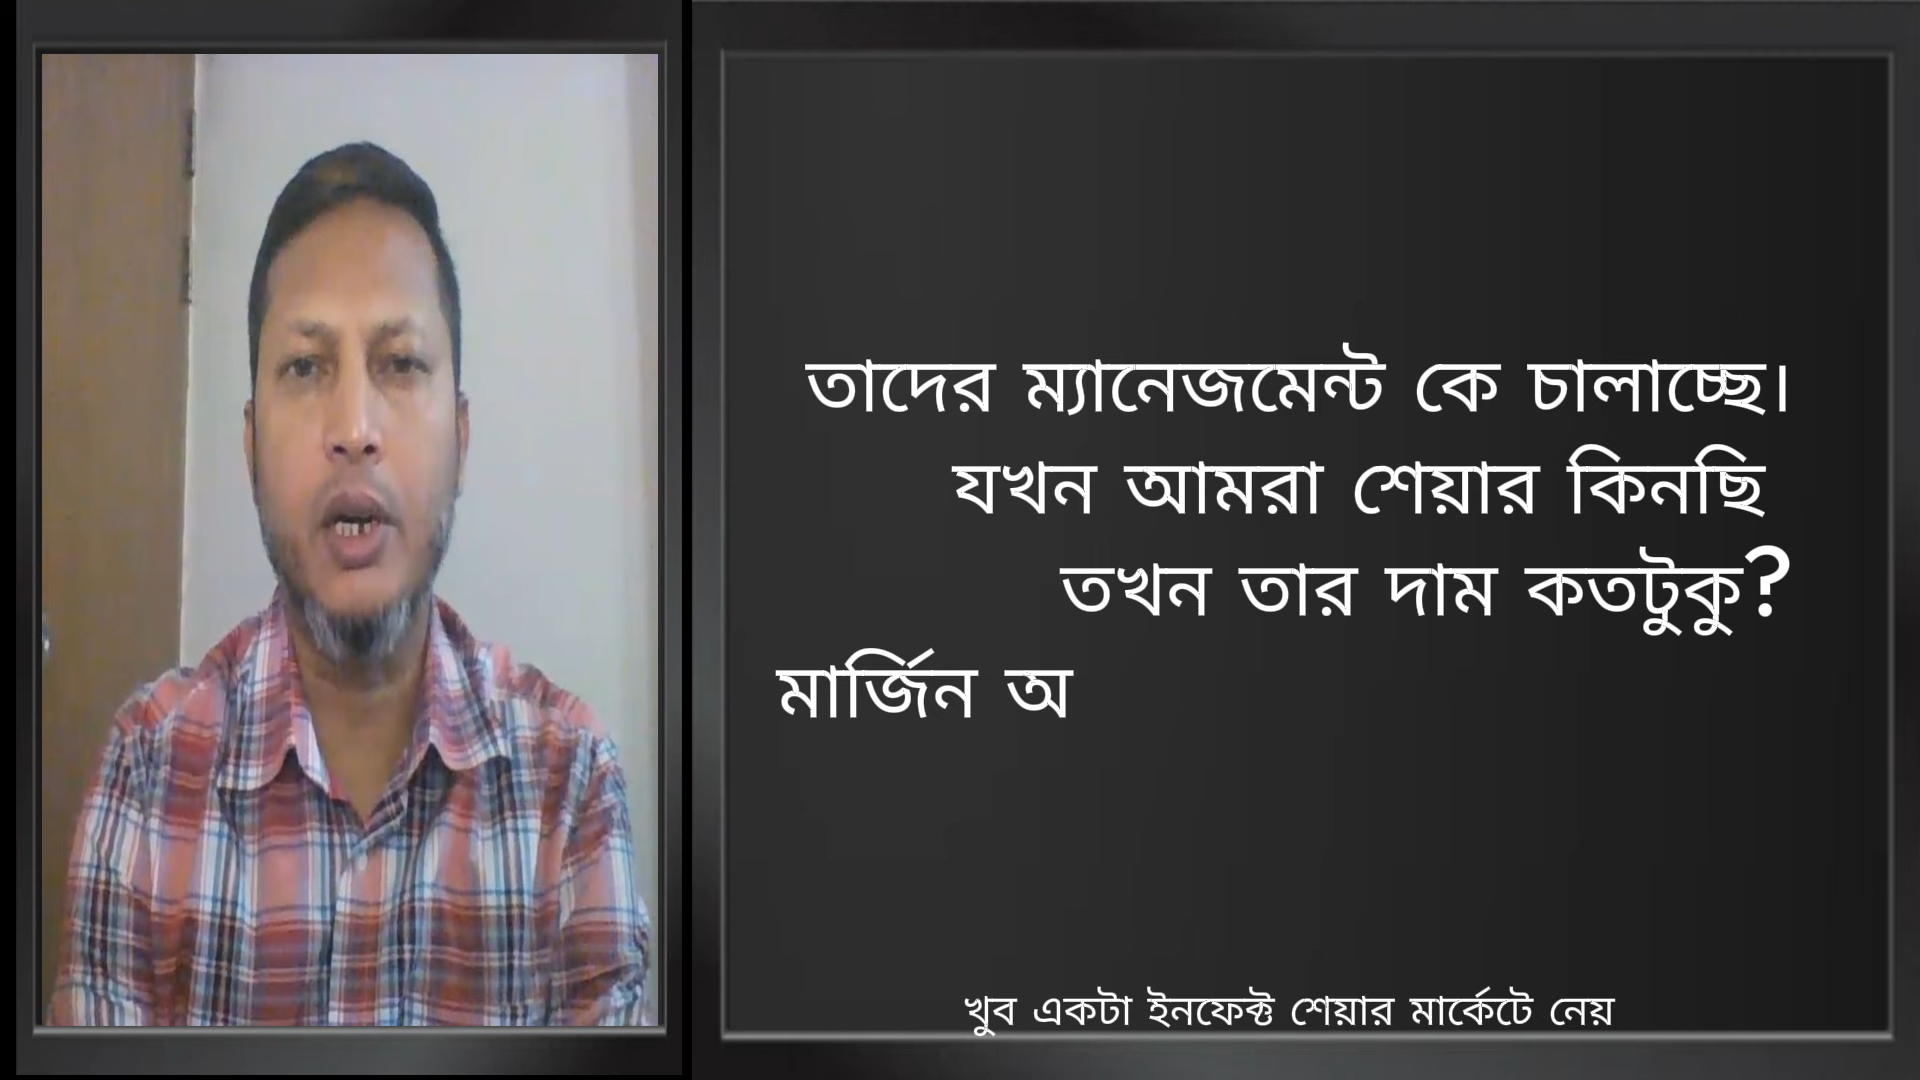 তাদের ম্যানেজমেন্ট কে চালাচ্ছে।
যখন আমরা শেয়ার কিনছি
তখন তার দাম কতটুকু?
মার্জিন অ
খুব একটা ইনফেক্ট শেয়ার মার্কেটে নেয়